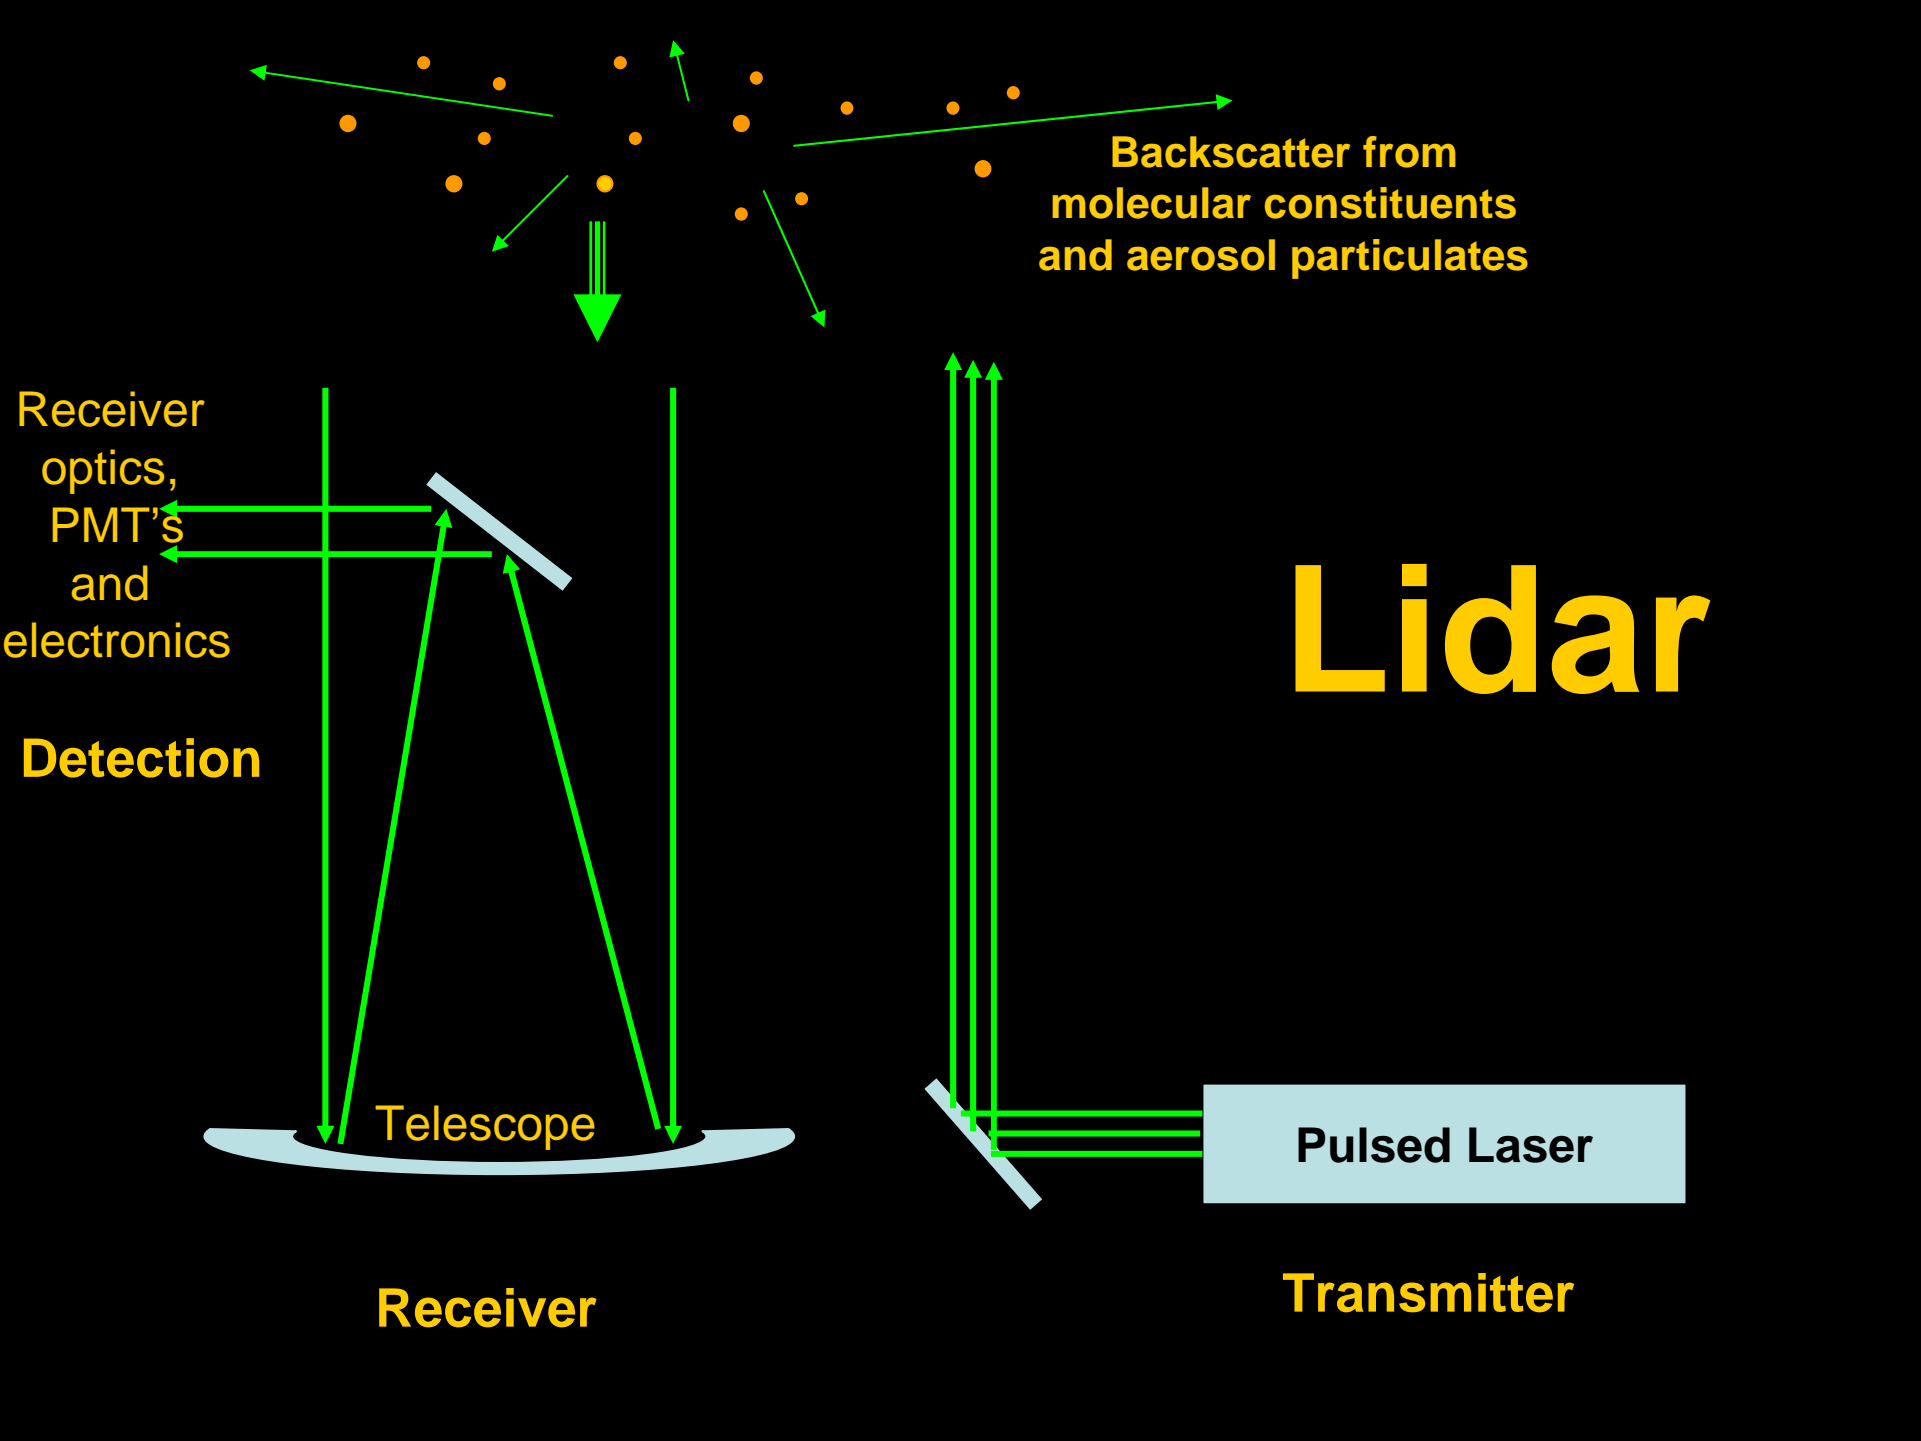 Backscatter from
molecular constituents
and aerosol particulates
Receiver
optics,
PMT’s
and
electronics
Lidar
Detection
Telescope
Pulsed Laser
Receiver
Transmitter